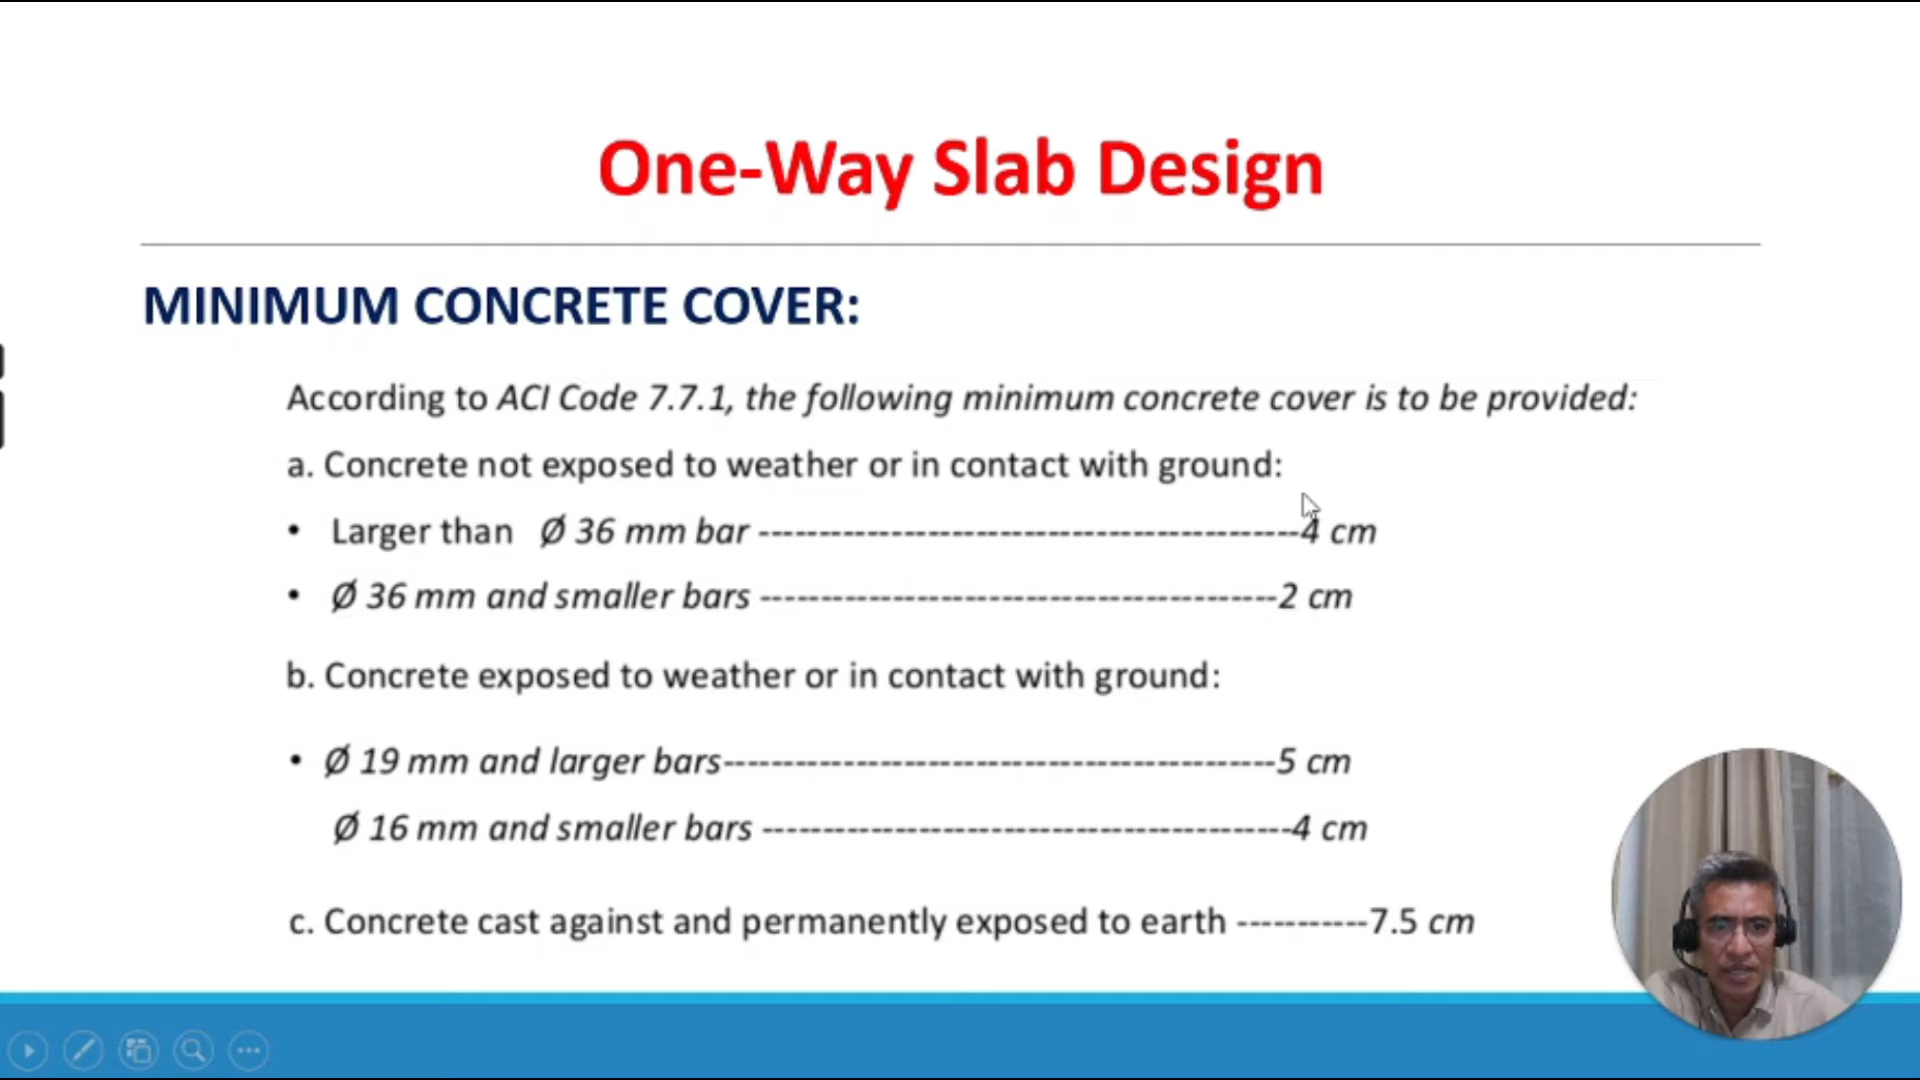 One-Way Slab Design
MINIMUM CONCRETE COVER:
According to ACI Code 7.7.1, the following minimum concrete cover is to be provided:
a. Concrete not exposed to weather or in contact with ground:
• Larger than Ø 36 mm bar --------------------------------------------4 cm
• Ø 36 mm and smaller bars ------------------------------------------2 cm
b. Concrete exposed to weather or in contact with ground:
• Ø 19 mm and larger bars---------------------------------------------5 cm
Ø 16 mm and smaller bars -------------------------------------------4 cm
c. Concrete cast against and permanently exposed to earth -----------7.5 cm